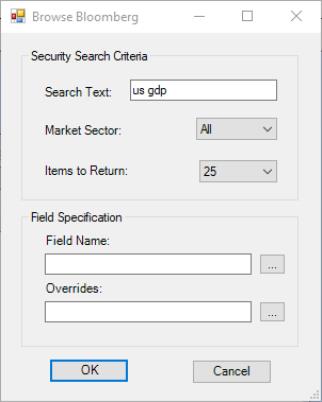 Browse Bloomberg
Security Search Criteria
Search Text: us gdp
Market Sector: All
Items to Return: 25
Field Specification
Field Name:
...
Overrides:
...
OK Cancel